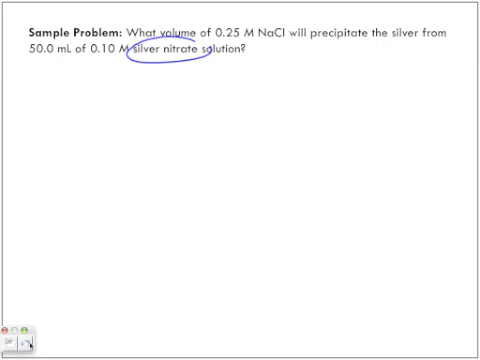 Sample Problem: What volume of 0.25 M NaCl will precipitate the silver from
50.0 mL of 0.10 M silver nitrate solution?